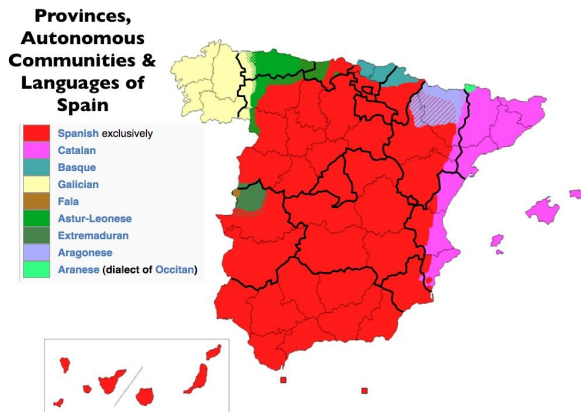 Provinces,
Autonomous
Communities &
Languages of
Spain
Spanish exclusively
Catalan
Basque
Galician
Fala
Astur-Leonese
Extremaduran
Aragonese
Aranese (dialect of Occitan)